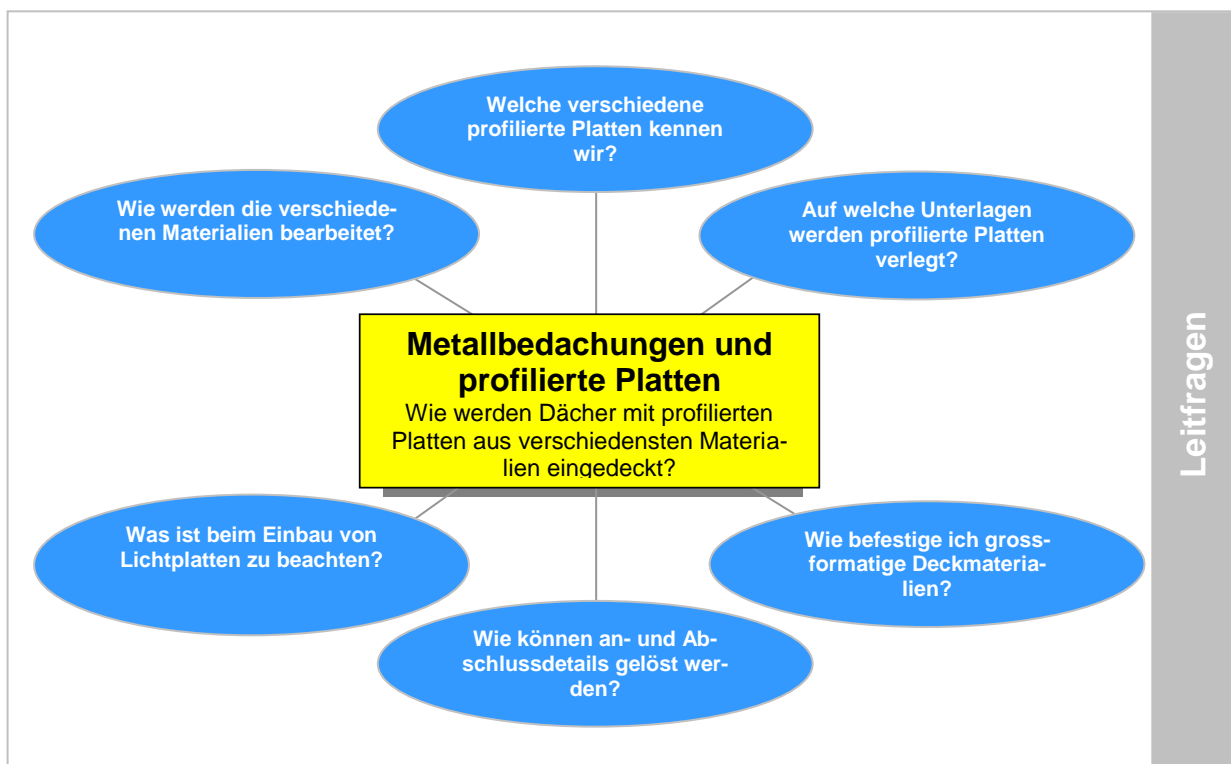 Welche verschiedene
profilierte Platten kennen
wir?
Wie werden die verschiede-
nen Materialien bearbeitet?
Auf welche Unterlagen
werden profilierte Platten
verlegt?
Metallbedachungen und
profilierte Platten
Wie werden Dächer mit profilierten
Platten aus verschiedensten Materia-
lien eingedeckt?
Was ist beim Einbau von
Lichtplatten zu beachten?
Wie befestige ich gross-
formatige Deckmateria-
lien?
Wie können an- und Ab-
schlussdetails gelöst wer-
den?
Leitfragen